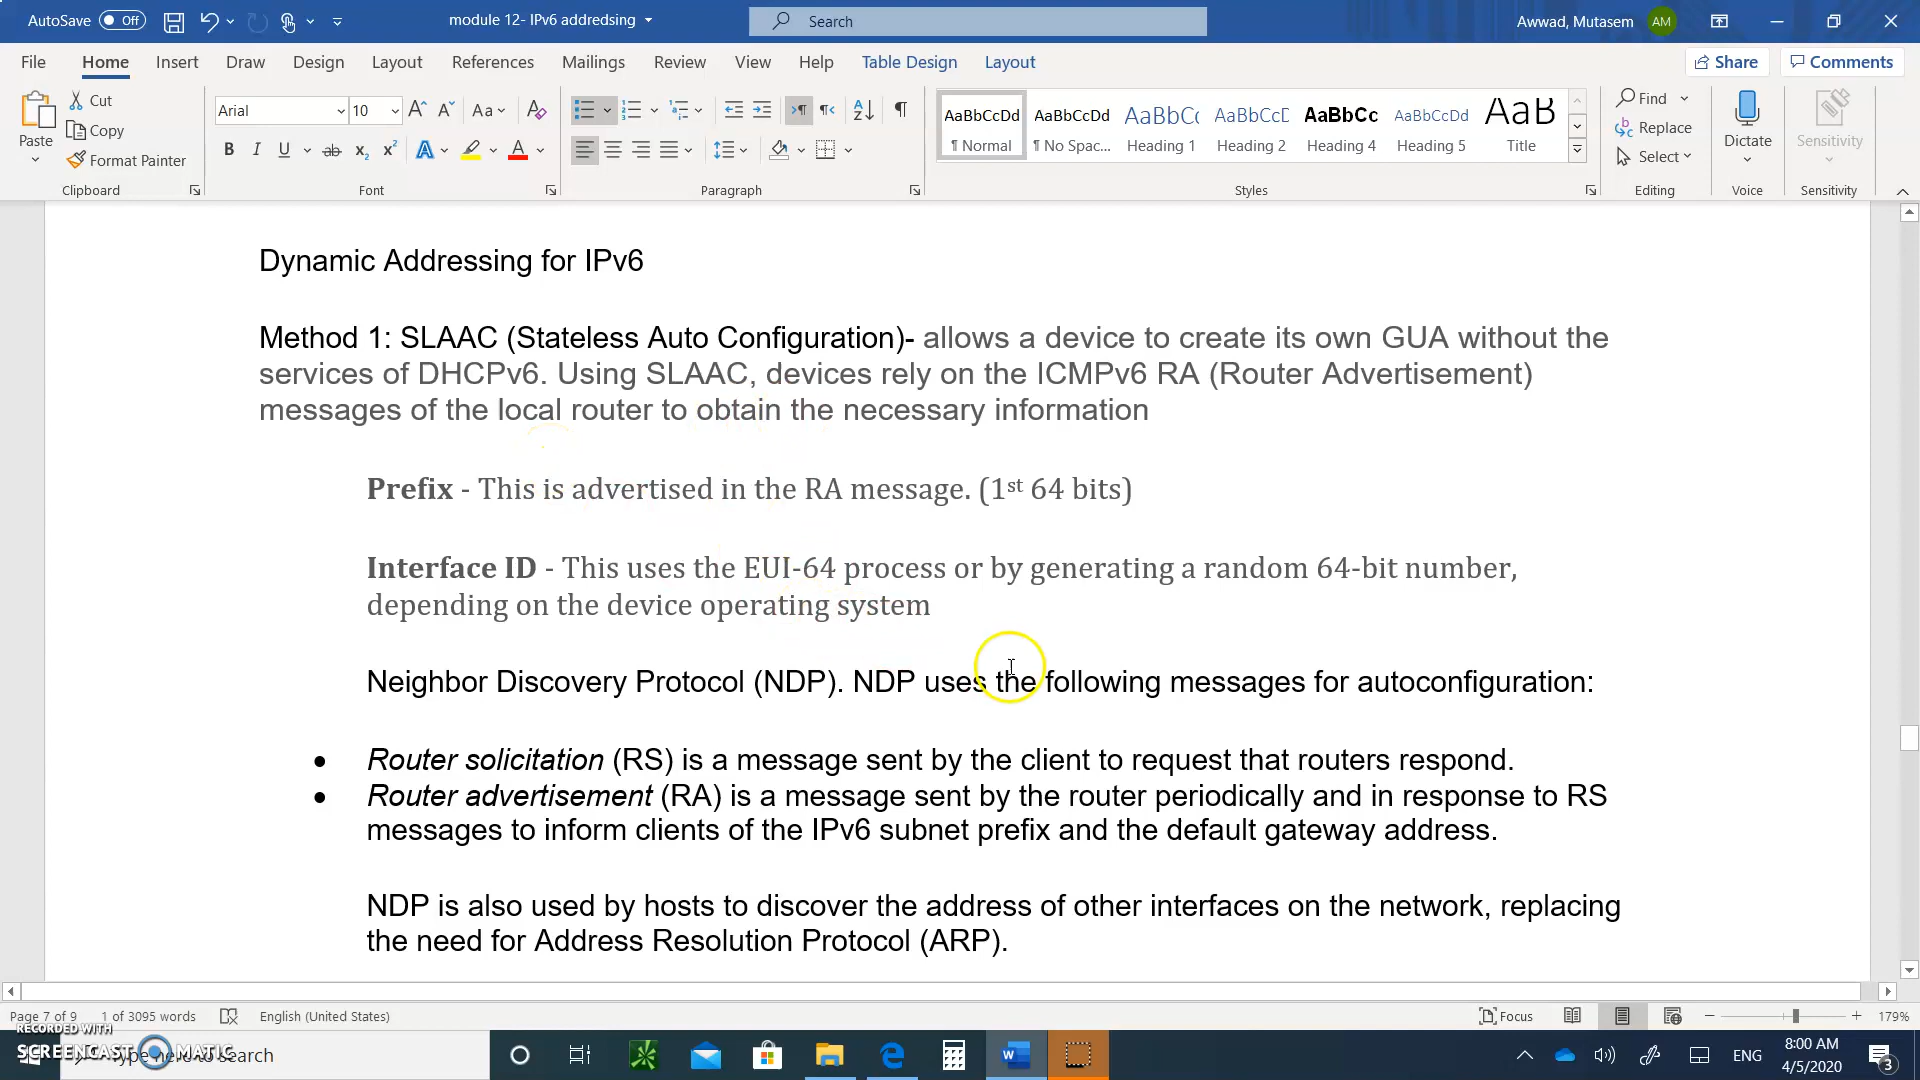 AutoSave Off
module 12- IPv6 addredsing
Search
Awwad, Mutasem AM
File Home Insert Draw Design Layout References Mailings Review View Help Table Design Layout
Share Comments
Paste
Cut
Copy
Format Painter
Clipboard
Arial 10
Aa
B I U ab x₂ x² A A
Font
Paragraph
AaBbCcDd AaBbCcDd AaBbCc AaBbCcD AaBbCc AaBbCcDd AaB
¶ Normal ¶ No Spac... Heading 1 Heading 2 Heading 4 Heading 5 Title
Styles
Find
Replace
Select
Editing
Dictate
Voice
Sensitivity
Sensitivity
Dynamic Addressing for IPv6
Method 1: SLAAC (Stateless Auto Configuration)- allows a device to create its own GUA without the
services of DHCPv6. Using SLAAC, devices rely on the ICMPv6 RA (Router Advertisement)
messages of the local router to obtain the necessary information
Prefix - This is advertised in the RA message. (1st 64 bits)
Interface ID - This uses the EUI-64 process or by generating a random 64-bit number,
depending on the device operating system
Neighbor Discovery Protocol (NDP). NDP uses the following messages for autoconfiguration:
• Router solicitation (RS) is a message sent by the client to request that routers respond.
• Router advertisement (RA) is a message sent by the router periodically and in response to RS
messages to inform clients of the IPv6 subnet prefix and the default gateway address.
NDP is also used by hosts to discover the address of other interfaces on the network, replacing
the need for Address Resolution Protocol (ARP).
Page 7 of 9 1 of 3095 words English (United States)
Focus 179%
RECORDED WITH
SCREENCAST MATIC
Type here to search
ENG
8:00 AM
4/5/2020
3